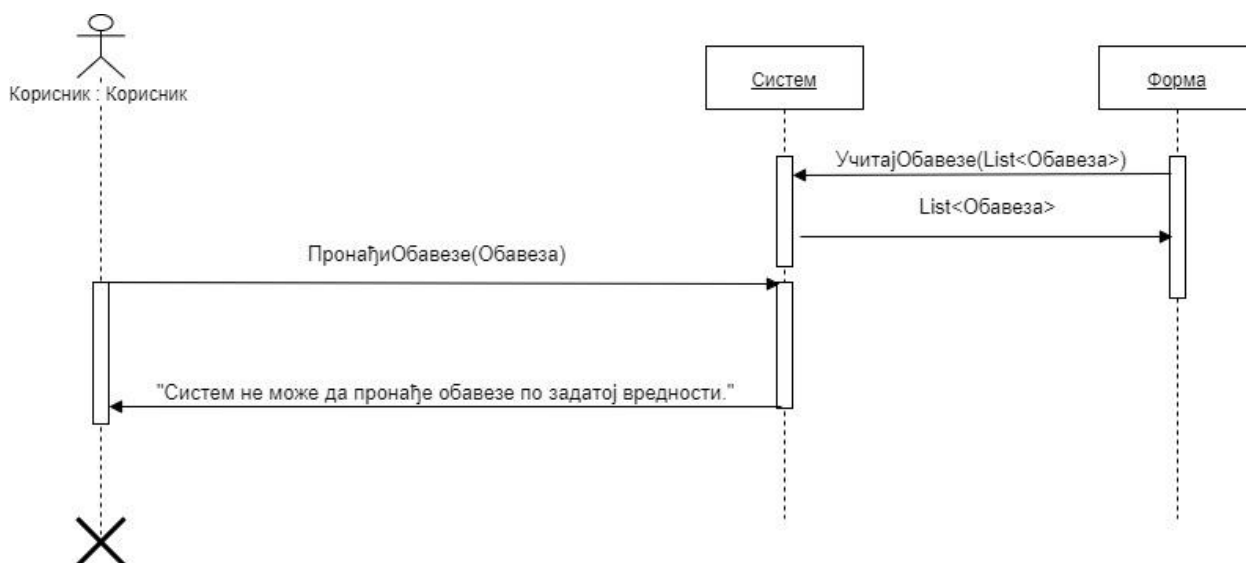 Корисник : Корисник
Систем
Форма
УчитајОбавезе(List<Обавеза>)
List<Обавеза>
ПронађиОбавезе(Обавеза)
"Систем не може да пронађе обавезе по задатој вредности."